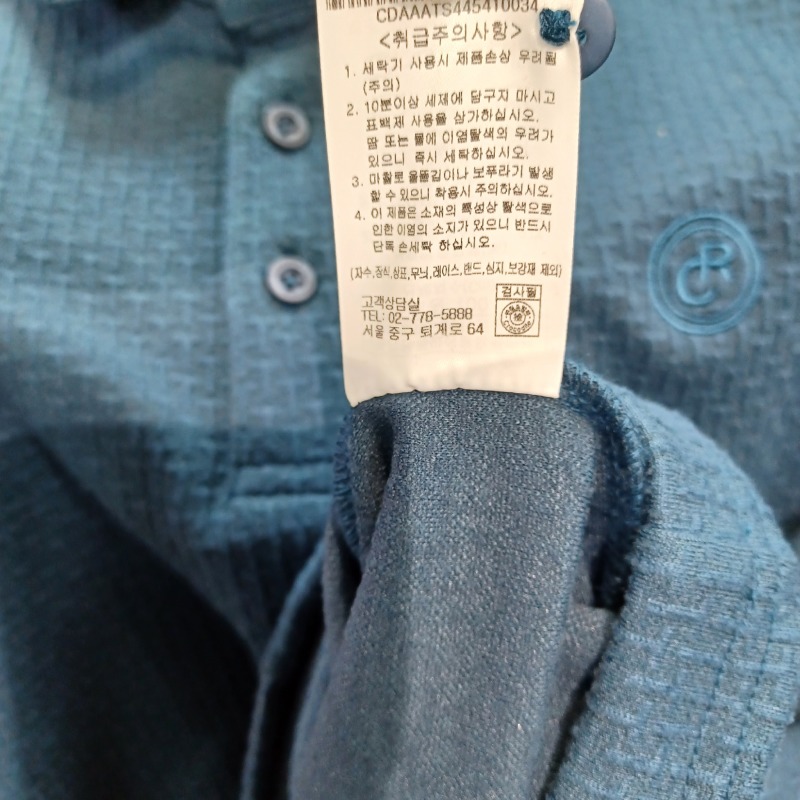 CDAAATS445410034
<취급주의사항>
1. 세탁기 사용시 제품손상 우려됨
(주의)
2. 10분이상 세제에 담구지 마시고
표백제 사용을 삼가하십시오.
땀 또는 물에 이염탈색의 우려가
있으니 즉시 세탁하십시오.
3. 마찰로 올뜯김이나 보푸라기 발생
할 수 있으니 착용시 주의하십시오.
4. 이 제품은 소재의 특성상 탈색으로
인한 이염의 소지가 있으니 반드시
단독 손세탁 하십시오.
(자수,장식,상표,무늬,레이스,밴드,심지,보강재 제외)
고객상담실
TEL: 02-778-5888
서울 중구 퇴계로 64
검사필